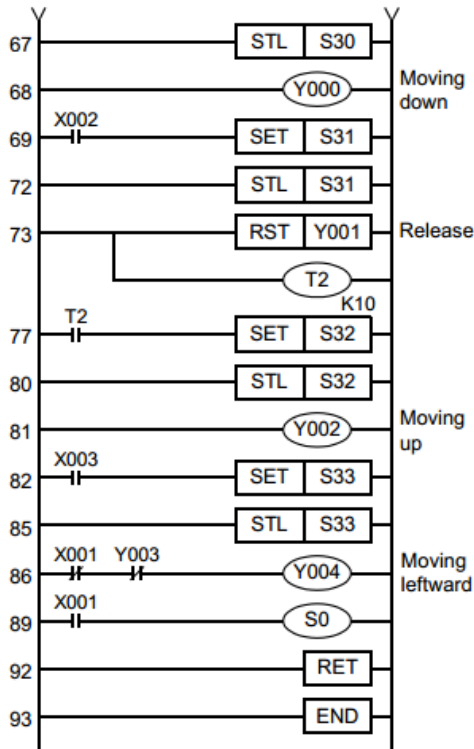 67 STL S30
68 Y000 Moving down
X002
69 SET S31
72 STL S31
73 RST Y001 Release
T2
K10
T2
77 SET S32
80 STL S32
81 Y002 Moving up
X003
82 SET S33
85 STL S33
X001 Y003
86 Y004 Moving leftward
X001
89 S0
92 RET
93 END